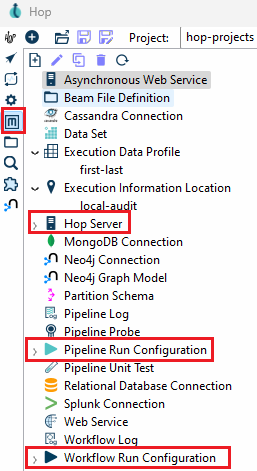 Hop
Project: hop-projects
Asynchronous Web Service
Beam File Definition
Cassandra Connection
Data Set
Execution Data Profile
first-last
Execution Information Location
local-audit
Hop Server
MongoDB Connection
Neo4j Connection
Neo4j Graph Model
Partition Schema
Pipeline Log
Pipeline Probe
Pipeline Run Configuration
Pipeline Unit Test
Relational Database Connection
Splunk Connection
Web Service
Workflow Log
Workflow Run Configuration